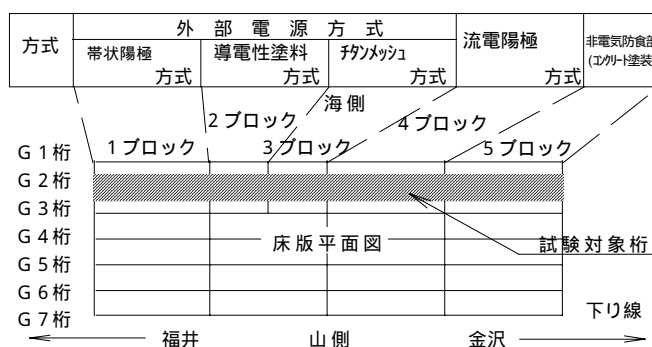 方式
外部電源方式
帯状陽極方式
導電性塗料方式
チタンメッシュ方式
流電陽極方式
非電気防食部
(コンクリート塗装)
海側
1ブロック
2ブロック
3ブロック
4ブロック
5ブロック
G1桁
G2桁
G3桁
G4桁
G5桁
G6桁
G7桁
床版平面図
試験対象桁
下り線
福井
山側
金沢